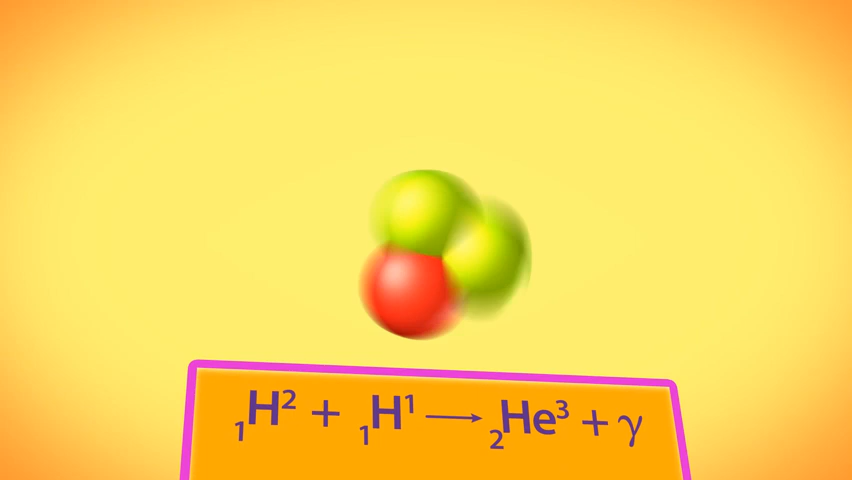 ₁H² + ₁H¹ ⟶ ₂He³ + γ